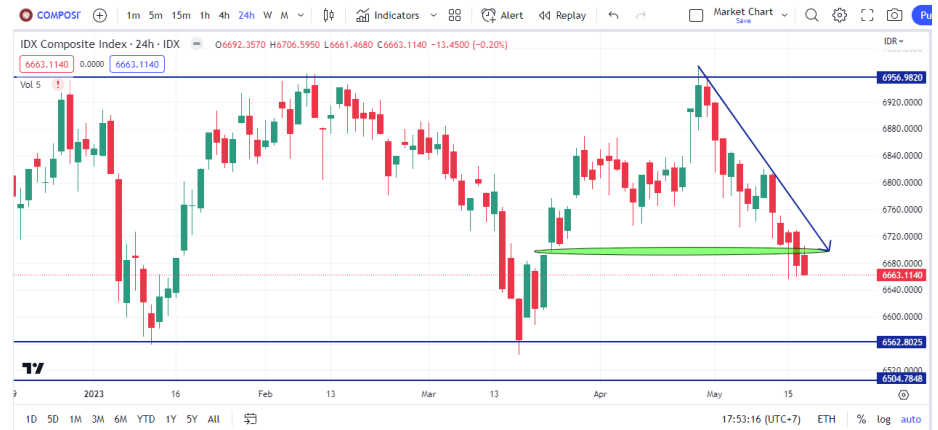 COMPOSI 1m 5m 15m 1h 4h 24h W M Indicators Alert Replay Market Chart Save Pu
IDX Composite Index · 24h · IDX O6692.3570 H6706.5950 L6661.4680 C6663.1140 −13.4500 (−0.20%) IDR
6663.1140 0.0000 6663.1140
Vol 5 !
6956.9820
6920.0000
6880.0000
6840.0000
6800.0000
6760.0000
6720.0000
6680.0000
6663.1140
6640.0000
6600.0000
6562.8025
6520.0000
6504.7848
9 2023 16 Feb 13 Mar 13 Apr May 15
1D 5D 1M 3M 6M YTD 1Y 5Y All 17:53:16 (UTC+7) ETH % log auto